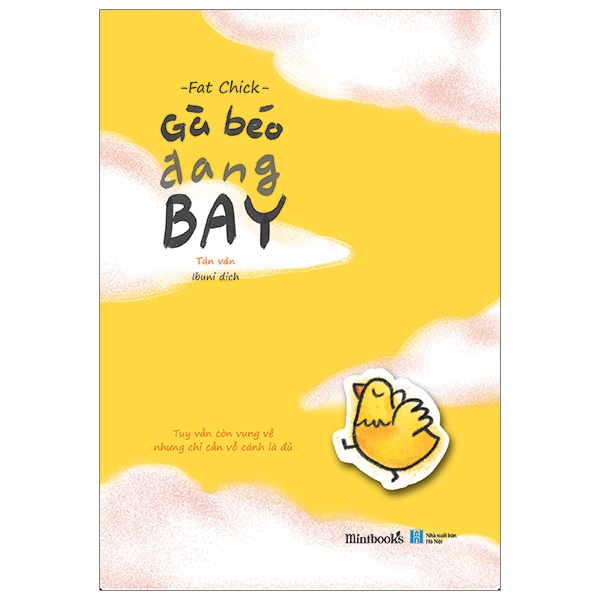 -Fat Chick-
Gà béo
đang
BAY
Tản văn
Ibuni dịch
Tuy vẫn còn vụng về
nhưng chỉ cần vỗ cánh là đủ
mintbooks
Nhà xuất bản
Hà Nội